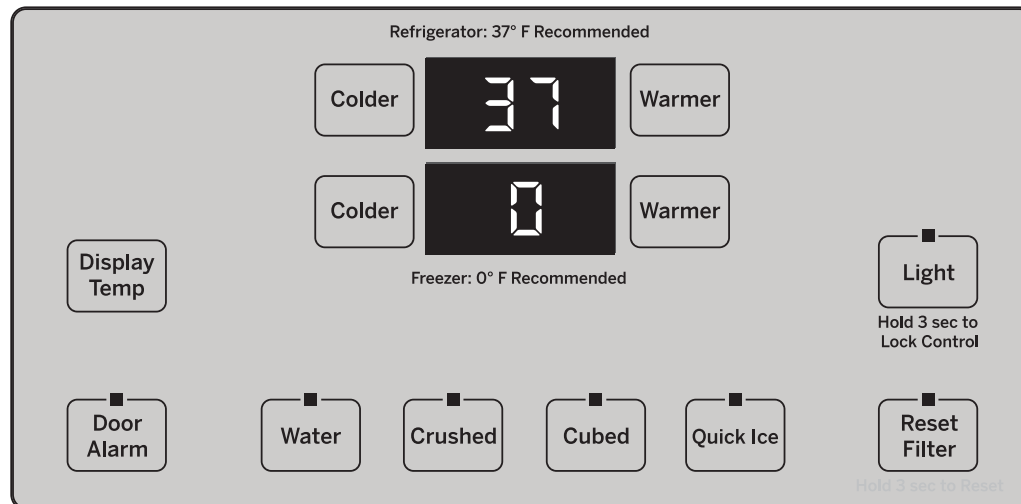 Refrigerator: 37° F Recommended
Colder
37
Warmer
Colder
0
Warmer
Freezer: 0° F Recommended
Display
Temp
Light
Hold 3 sec to
Lock Control
Door
Alarm
Water
Crushed
Cubed
Quick Ice
Reset
Filter
Hold 3 sec to Reset